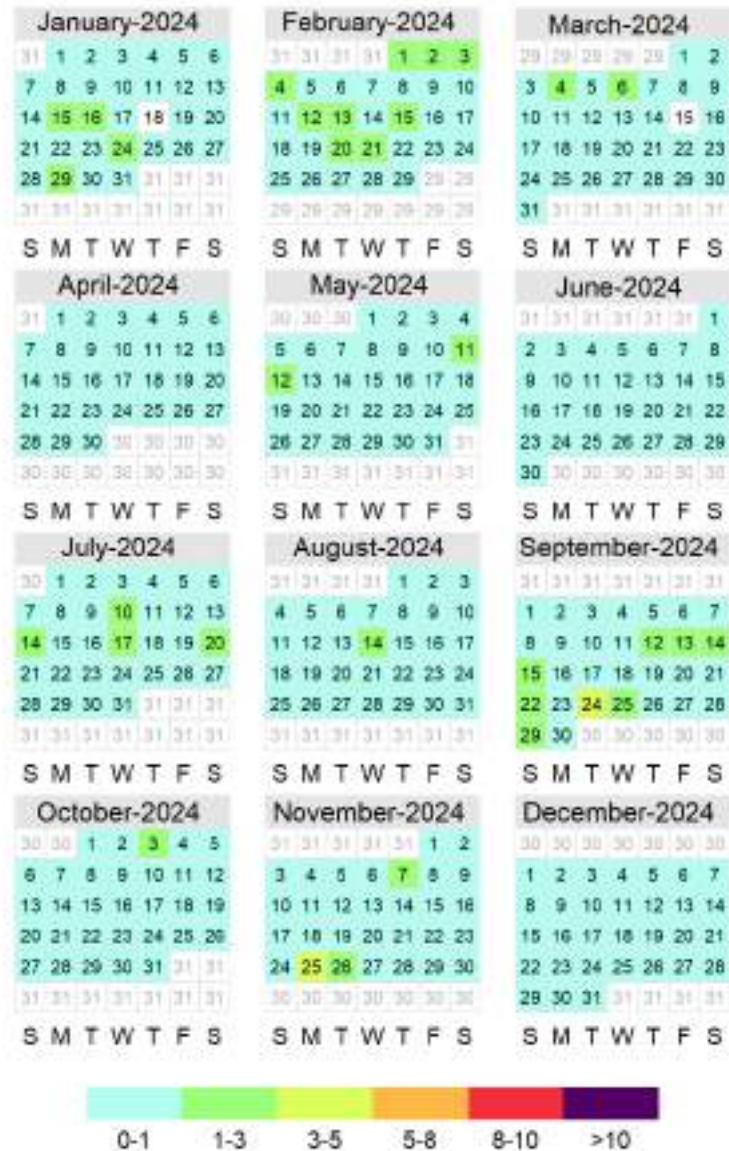 January-2024 February-2024 March-2024
31 1 2 3 4 5 6 31 31 31 31 1 2 3 29 29 29 29 29 1 2
7 8 9 10 11 12 13 4 5 6 7 8 9 10 3 4 5 6 7 8 9
14 15 16 17 18 19 20 11 12 13 14 15 16 17 10 11 12 13 14 15 16
21 22 23 24 25 26 27 18 19 20 21 22 23 24 17 18 19 20 21 22 23
28 29 30 31 31 31 31 25 26 27 28 29 29 29 24 25 26 27 28 29 30
31 31 31 31 31 31 31 29 29 29 29 29 29 29 31 31 31 31 31 31 31
S M T W T F S S M T W T F S S M T W T F S
April-2024 May-2024 June-2024
31 1 2 3 4 5 6 30 30 30 1 2 3 4 31 31 31 31 31 31 1
7 8 9 10 11 12 13 5 6 7 8 9 10 11 2 3 4 5 6 7 8
14 15 16 17 18 19 20 12 13 14 15 16 17 18 9 10 11 12 13 14 15
21 22 23 24 25 26 27 19 20 21 22 23 24 25 16 17 18 19 20 21 22
28 29 30 30 30 30 30 26 27 28 29 30 31 31 23 24 25 26 27 28 29
30 30 30 30 30 30 30 31 31 31 31 31 31 31 30 30 30 30 30 30 30
S M T W T F S S M T W T F S S M T W T F S
July-2024 August-2024 September-2024
30 1 2 3 4 5 6 31 31 31 31 1 2 3 31 31 31 31 31 31 31
7 8 9 10 11 12 13 4 5 6 7 8 9 10 1 2 3 4 5 6 7
14 15 16 17 18 19 20 11 12 13 14 15 16 17 8 9 10 11 12 13 14
21 22 23 24 25 26 27 18 19 20 21 22 23 24 15 16 17 18 19 20 21
28 29 30 31 31 31 31 25 26 27 28 29 30 31 22 23 24 25 26 27 28
31 31 31 31 31 31 31 31 31 31 31 31 31 31 29 30 30 30 30 30 30
S M T W T F S S M T W T F S S M T W T F S
October-2024 November-2024 December-2024
30 30 1 2 3 4 5 31 31 31 31 31 1 2 30 30 30 30 30 30 30
6 7 8 9 10 11 12 3 4 5 6 7 8 9 1 2 3 4 5 6 7
13 14 15 16 17 18 19 10 11 12 13 14 15 16 8 9 10 11 12 13 14
20 21 22 23 24 25 26 17 18 19 20 21 22 23 15 16 17 18 19 20 21
27 28 29 30 31 31 31 24 25 26 27 28 29 30 22 23 24 25 26 27 28
31 31 31 31 31 31 31 30 30 30 30 30 30 30 29 30 31 31 31 31 31
S M T W T F S S M T W T F S S M T W T F S
0-1 1-3 3-5 5-8 8-10 >10